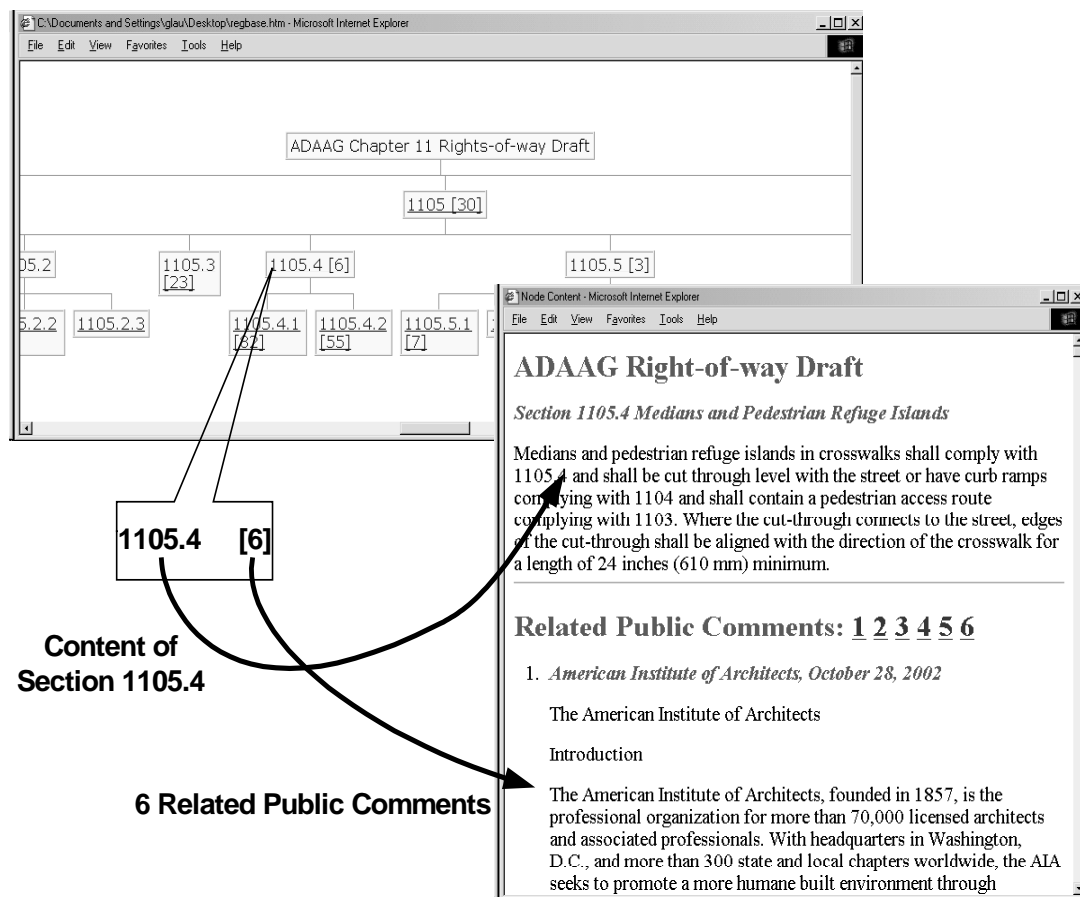 C:\Documents and Settings\glau\Desktop\regbase.htm - Microsoft Internet Explorer
File Edit View Favorites Tools Help
ADAAG Chapter 11 Rights-of-way Draft
1105 [30]
05.2
1105.3
[23]
1105.4 [6]
1105.5 [3]
5.2.2
1105.2.3
1105.4.1
[82]
1105.4.2
[55]
1105.5.1
[7]
1105.4 [6]
Content of
Section 1105.4
6 Related Public Comments
Node Content - Microsoft Internet Explorer
File Edit View Favorites Tools Help
ADAAG Right-of-way Draft
Section 1105.4 Medians and Pedestrian Refuge Islands
Medians and pedestrian refuge islands in crosswalks shall comply with
1105.4 and shall be cut through level with the street or have curb ramps
complying with 1104 and shall contain a pedestrian access route
complying with 1103. Where the cut-through connects to the street, edges
of the cut-through shall be aligned with the direction of the crosswalk for
a length of 24 inches (610 mm) minimum.
Related Public Comments: 1 2 3 4 5 6
1. American Institute of Architects, October 28, 2002
The American Institute of Architects
Introduction
The American Institute of Architects, founded in 1857, is the
professional organization for more than 70,000 licensed architects
and associated professionals. With headquarters in Washington,
D.C., and more than 300 state and local chapters worldwide, the AIA
seeks to promote a more humane built environment through